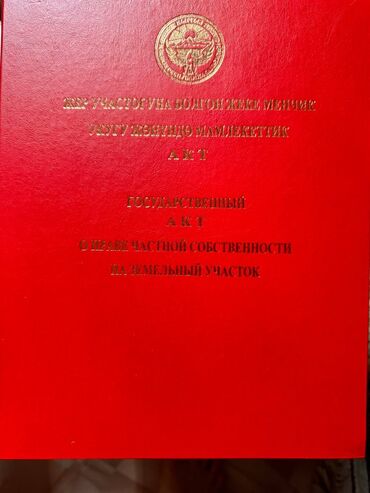 ЖЕР УЧАСТОГУНА БОЛГОН ЖЕКЕ МЕНЧИК
УКУГУ ЖӨНҮНДӨ МАМЛЕКЕТТИК
А К Т
ГОСУДАРСТВЕННЫЙ
А К Т
О ПРАВЕ ЧАСТНОЙ СОБСТВЕННОСТИ
НА ЗЕМЕЛЬНЫЙ УЧАСТОК